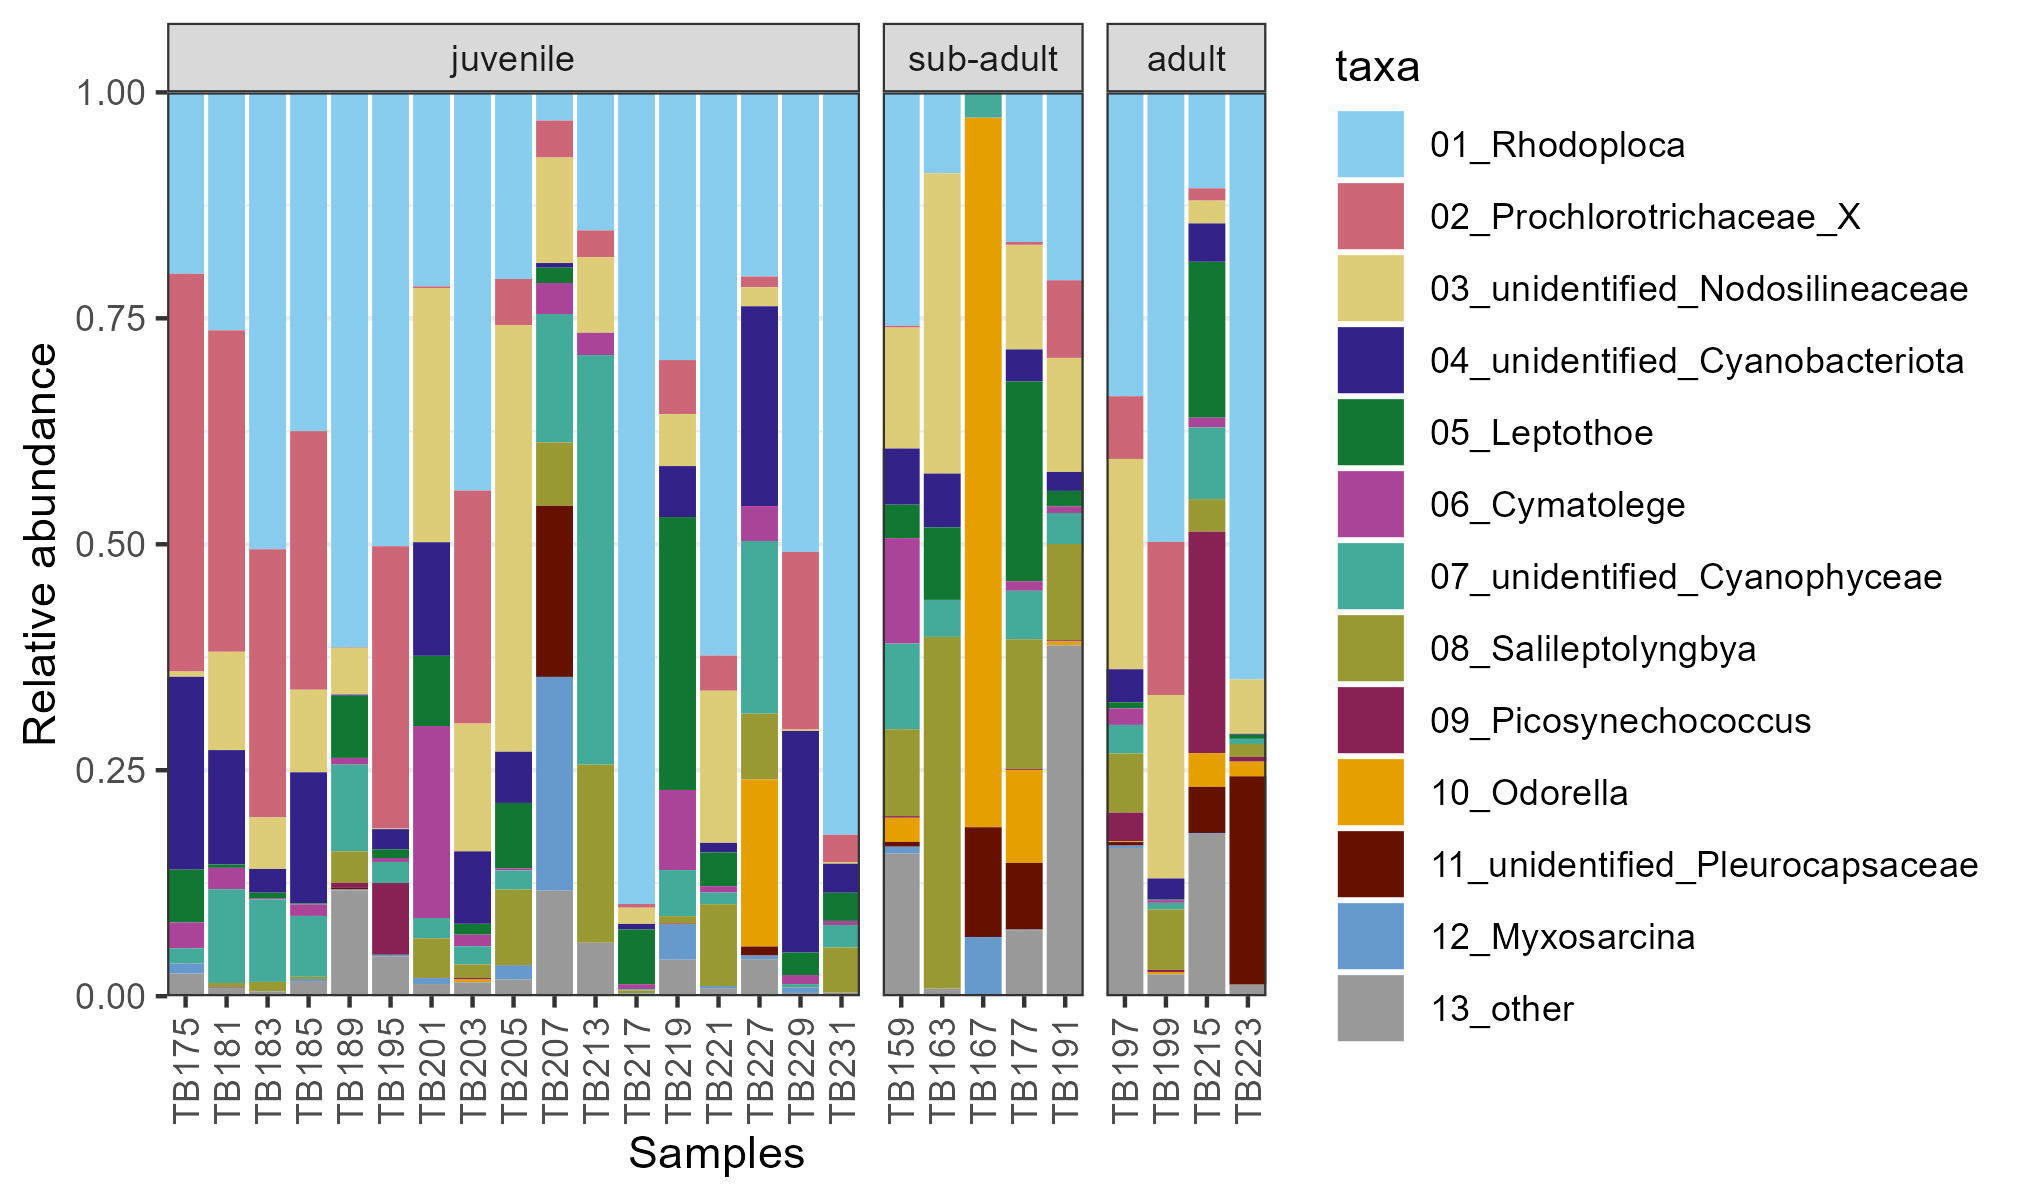 juvenile
sub-adult
adult
1.00
0.75
0.50
0.25
0.00
Relative abundance
TB175
TB181
TB183
TB185
TB189
TB195
TB201
TB203
TB205
TB207
TB213
TB217
TB219
TB221
TB227
TB229
TB231
TB159
TB163
TB167
TB177
TB191
TB197
TB199
TB215
TB223
Samples
taxa
01_Rhodoploca
02_Prochlorotrichaceae_X
03_unidentified_Nodosilineaceae
04_unidentified_Cyanobacteriota
05_Leptothoe
06_Cymatolege
07_unidentified_Cyanophyceae
08_Salileptolyngbya
09_Picosynechococcus
10_Odorella
11_unidentified_Pleurocapsaceae
12_Myxosarcina
13_other